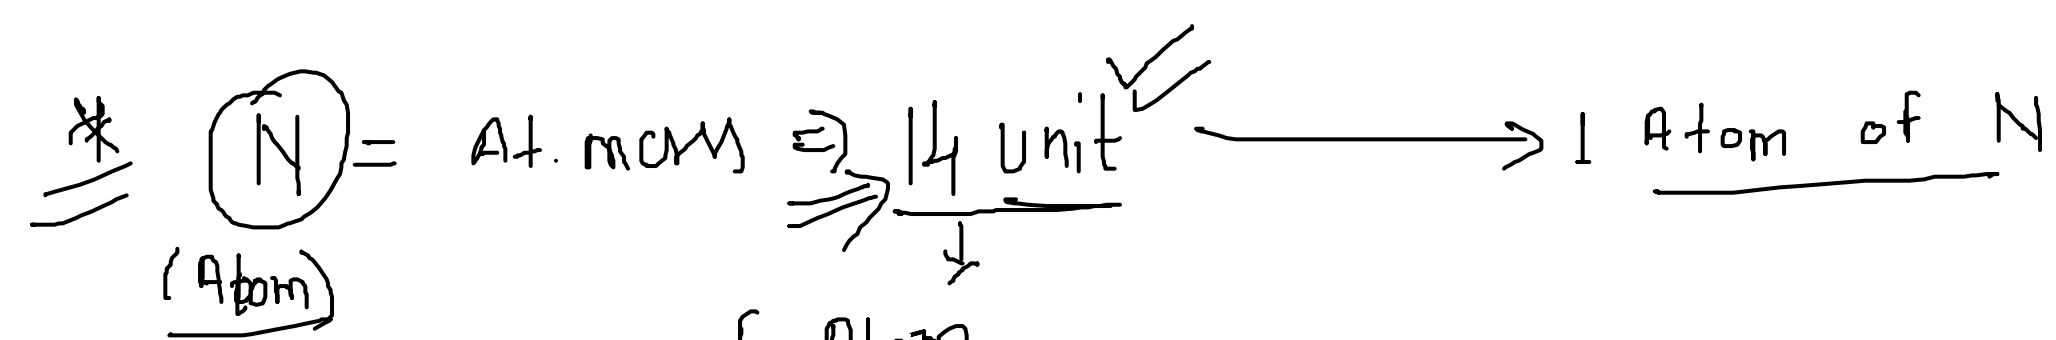 * N = At. mass ⇒ 14 unit → 1 Atom of N
(Atom)